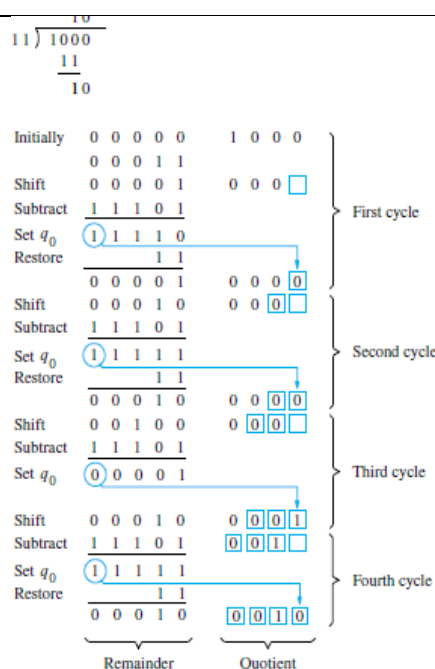 10
11 ) 1000
11
10
Initially 0 0 0 0 0 1 0 0 0
0 0 0 1 1
Shift 0 0 0 0 1 0 0 0
Subtract 1 1 1 0 1
First cycle
Set q0 1 1 1 1 0
Restore 1 1
0 0 0 0 1 0 0 0 0
Shift 0 0 0 1 0 0 0 0
Subtract 1 1 1 0 1
Second cycle
Set q0 1 1 1 1 1
Restore 1 1
0 0 0 1 0 0 0 0 0
Shift 0 0 1 0 0 0 0 0
Subtract 1 1 1 0 1
Set q0 0 0 0 0 1
Third cycle
Shift 0 0 0 1 0 0 0 0 1
Subtract 1 1 1 0 1 0 0 1
Set q0 1 1 1 1 1
Fourth cycle
Restore 1 1
0 0 0 1 0 0 0 1 0
Remainder Quotient